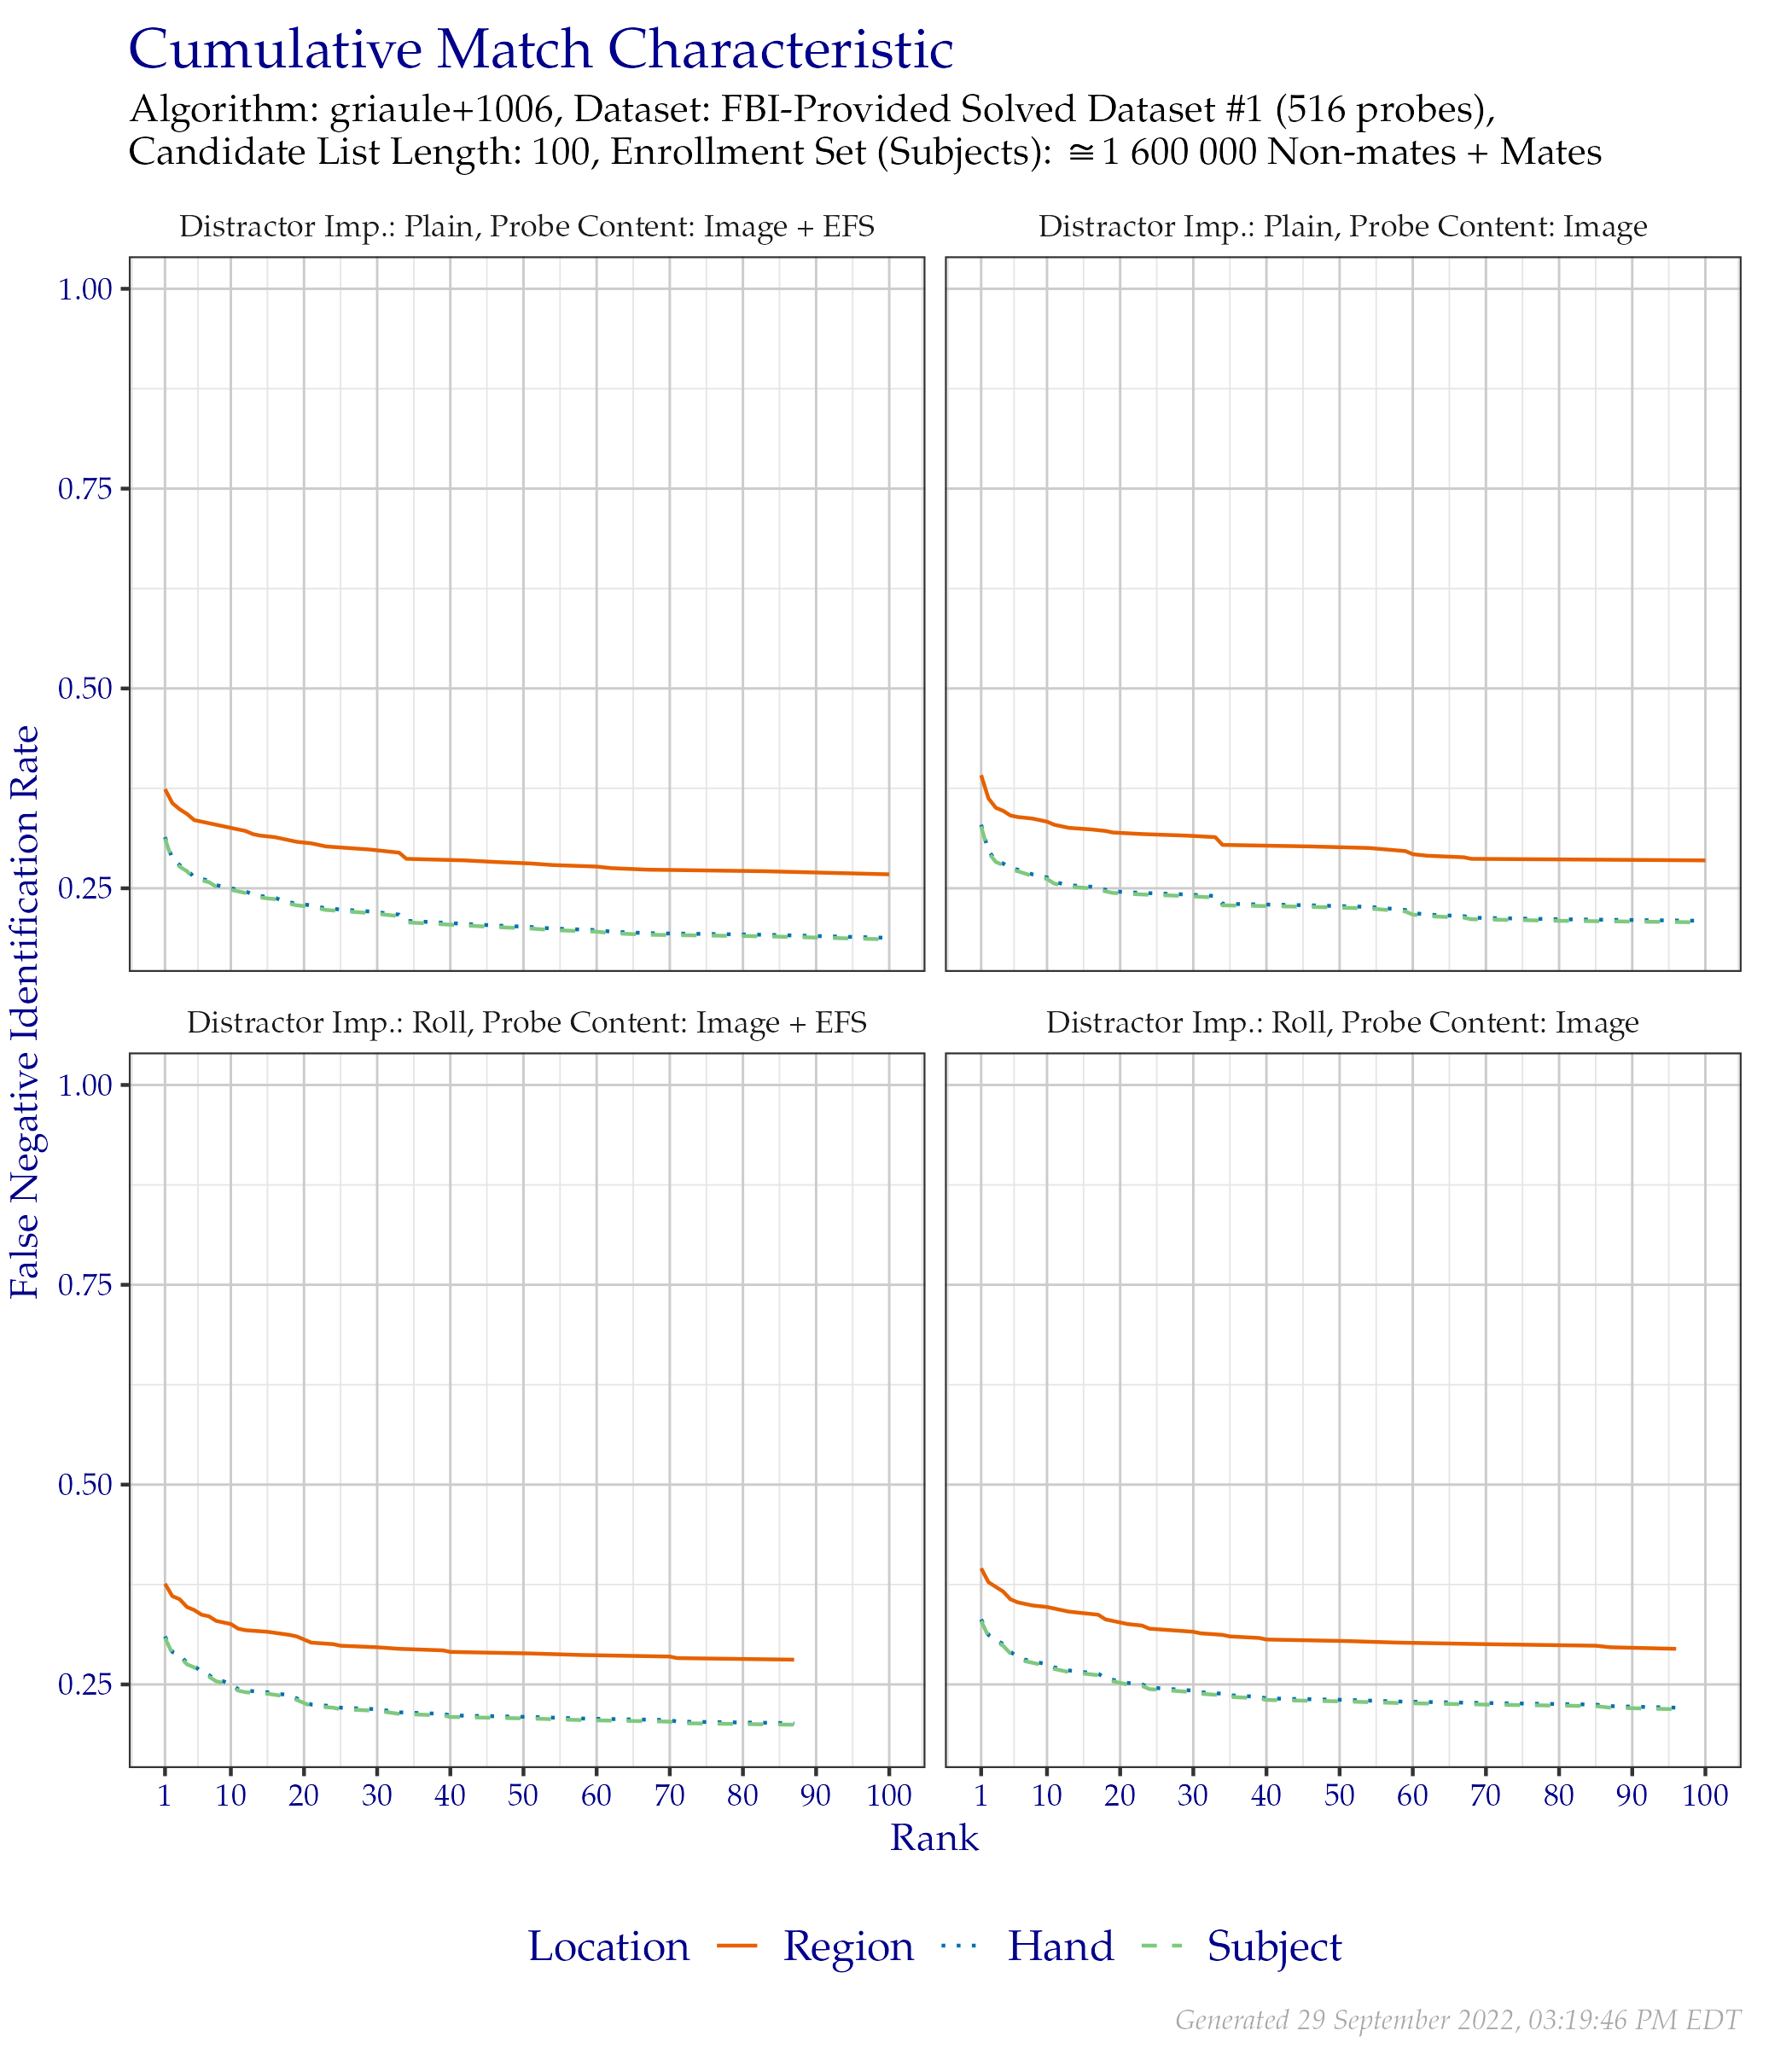 Cumulative Match Characteristic
Algorithm: griaule+1006, Dataset: FBI-Provided Solved Dataset #1 (516 probes),
Candidate List Length: 100, Enrollment Set (Subjects): ≅ 1 600 000 Non-mates + Mates
Distractor Imp.: Plain, Probe Content: Image + EFS
Distractor Imp.: Plain, Probe Content: Image
1.00
0.75
0.50
0.25
False Negative Identification Rate
Distractor Imp.: Roll, Probe Content: Image + EFS
Distractor Imp.: Roll, Probe Content: Image
1.00
0.75
0.50
0.25
1 10 20 30 40 50 60 70 80 90 100
1 10 20 30 40 50 60 70 80 90 100
Rank
Location Region Hand Subject
Generated 29 September 2022, 03:19:46 PM EDT